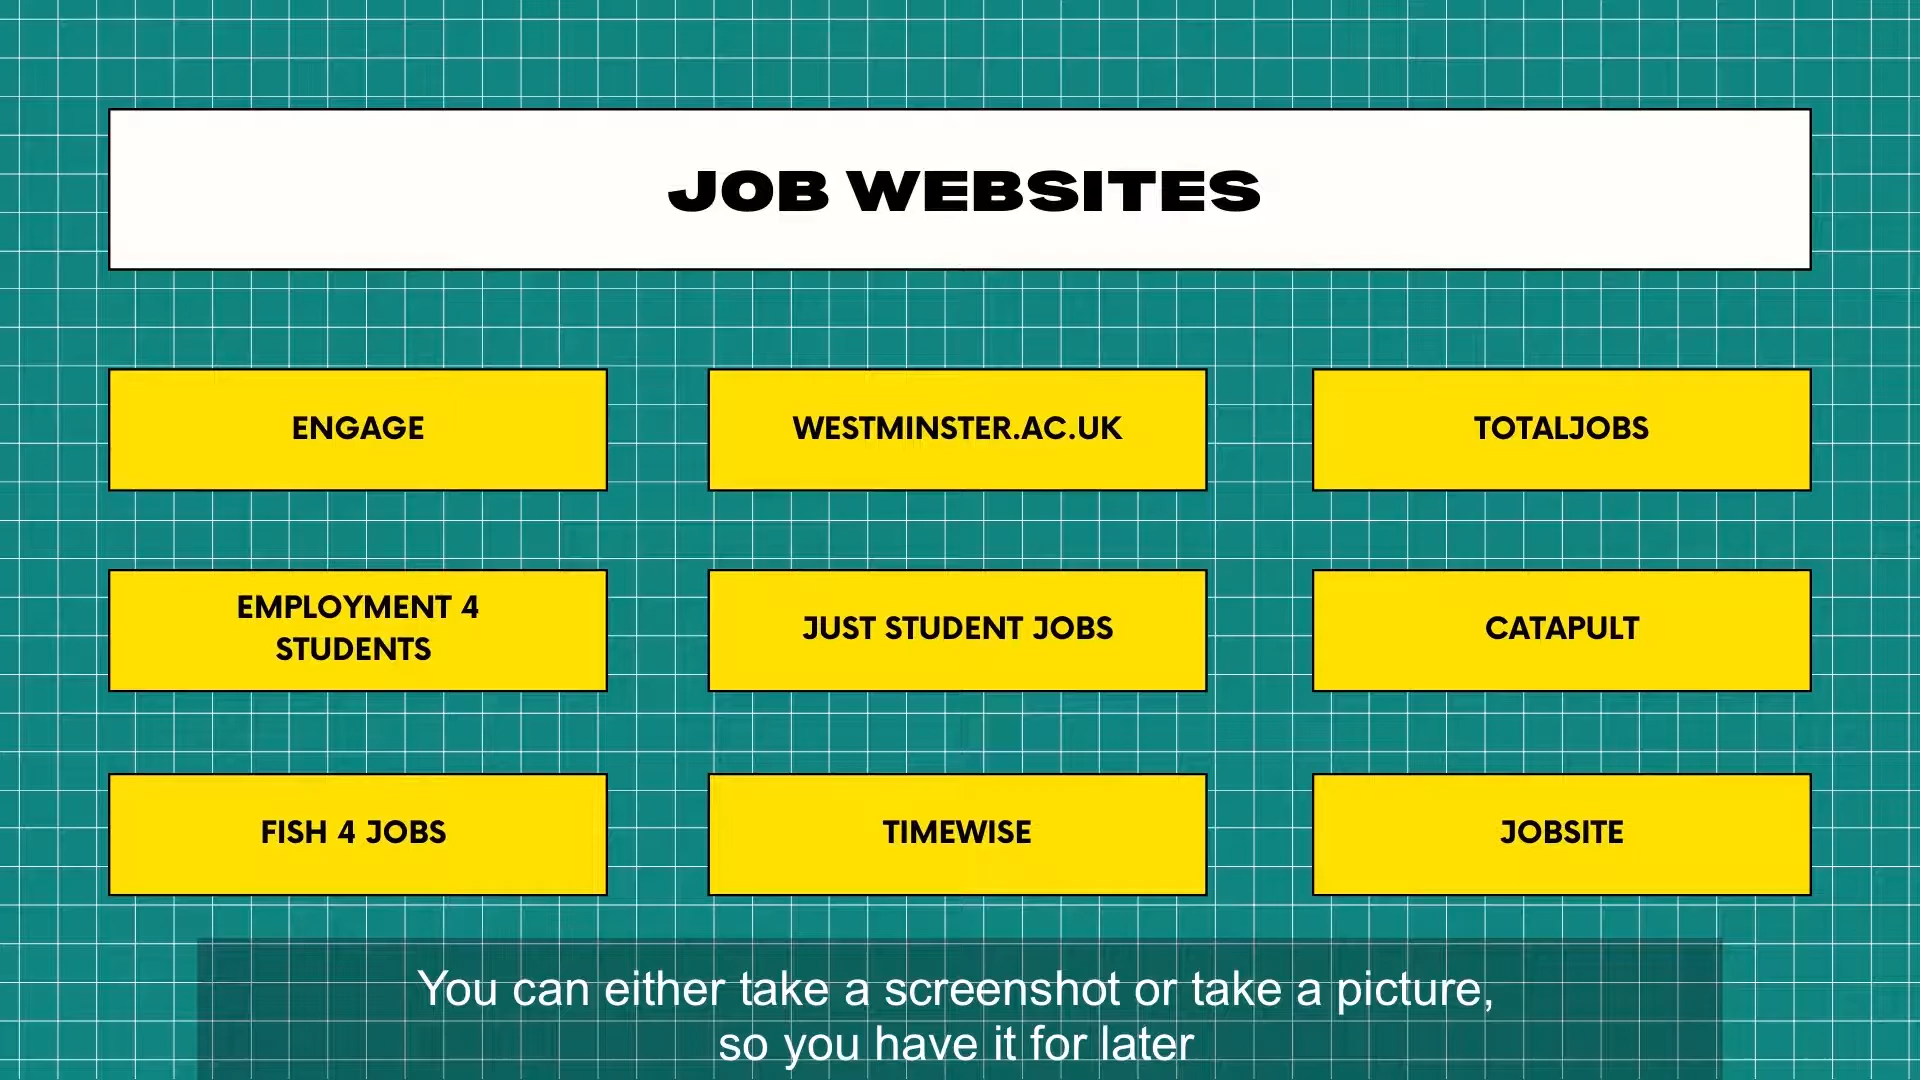 JOB WEBSITES
ENGAGE
WESTMINSTER.AC.UK
TOTALJOBS
EMPLOYMENT 4
STUDENTS
JUST STUDENT JOBS
CATAPULT
FISH 4 JOBS
TIMEWISE
JOBSITE
You can either take a screenshot or take a picture,
so you have it for later